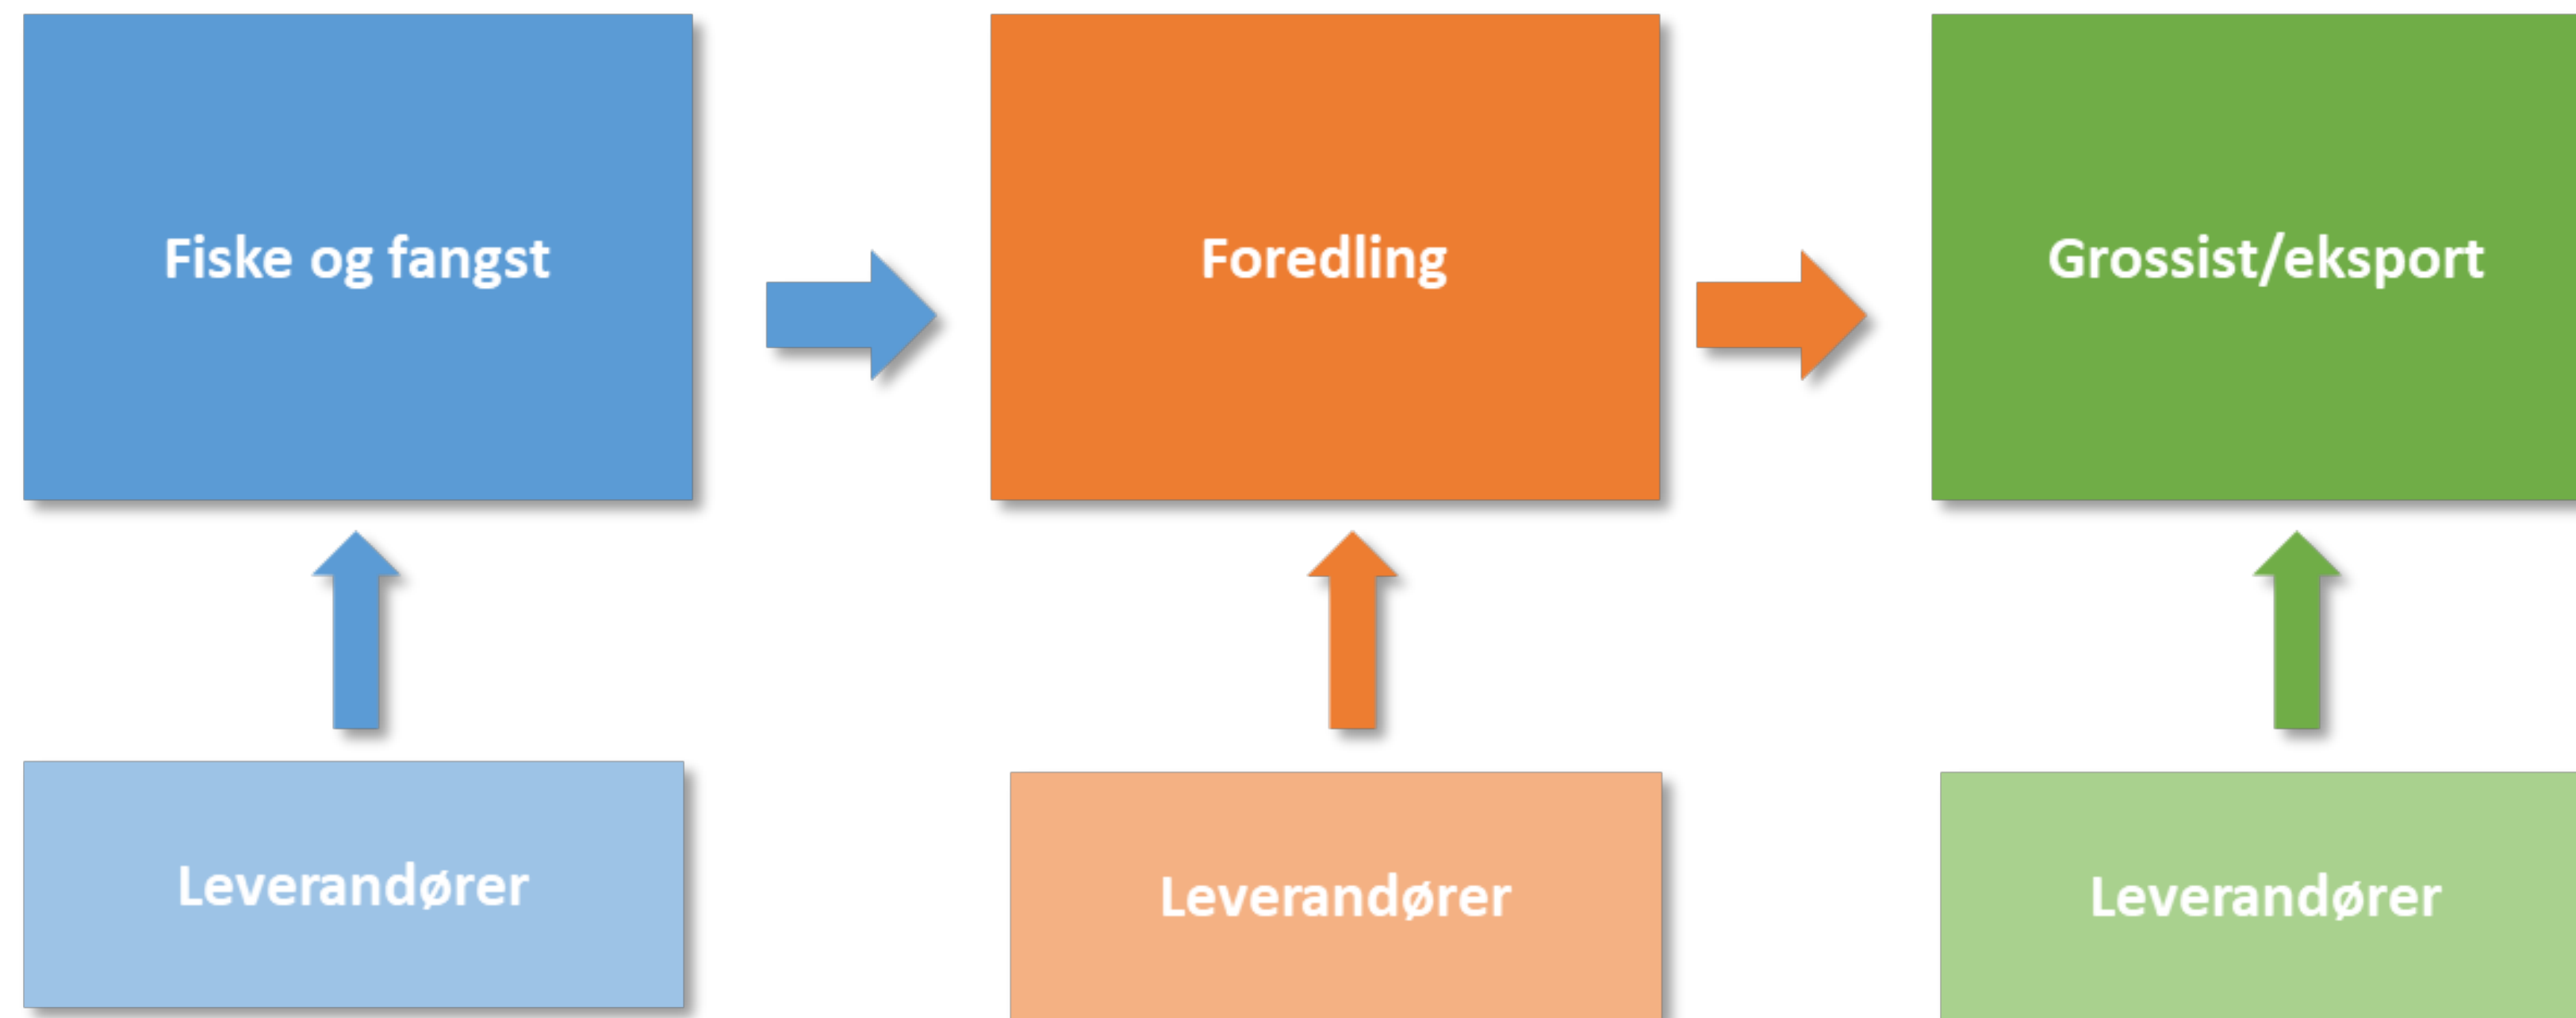 Fiske og fangst
Foredling
Grossist/eksport
Leverandører
Leverandører
Leverandører